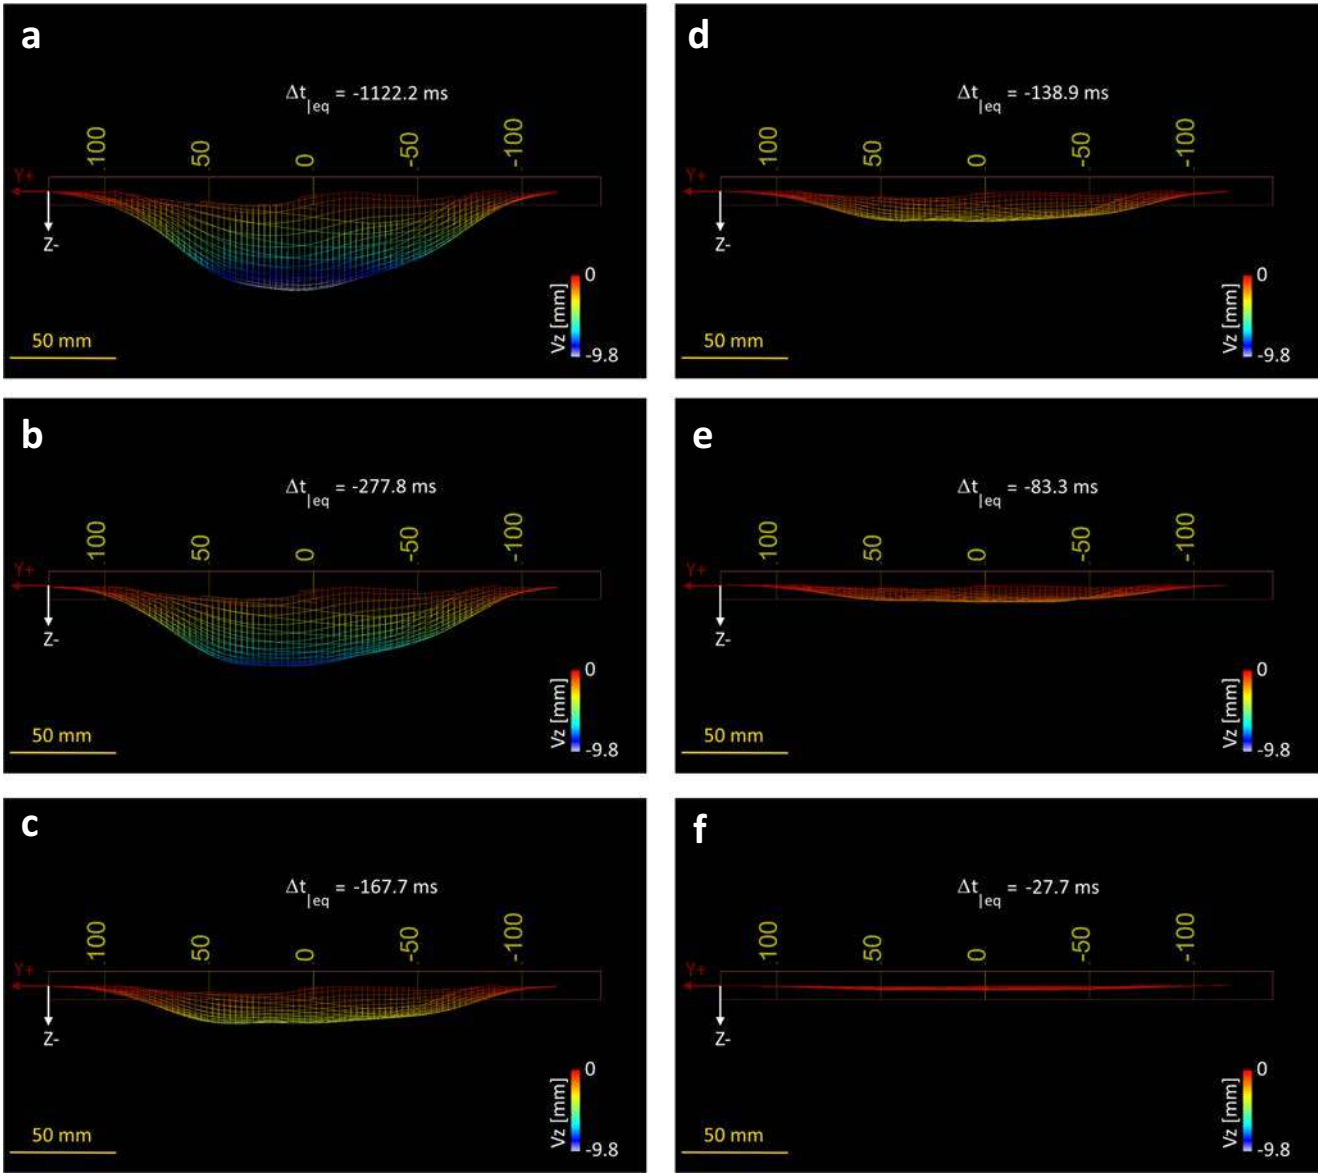 a
Δt|eq = -1122.2 ms
100 50 0 -50 -100
Y+
Z-
0
Vz [mm]
-9.8
50 mm
b
Δt|eq = -277.8 ms
100 50 0 -50 -100
Y+
Z-
0
Vz [mm]
-9.8
50 mm
c
Δt|eq = -167.7 ms
100 50 0 -50 -100
Y+
Z-
0
Vz [mm]
-9.8
50 mm
d
Δt|eq = -138.9 ms
100 50 0 -50 -100
Y+
Z-
0
Vz [mm]
-9.8
50 mm
e
Δt|eq = -83.3 ms
100 50 0 -50 -100
Y+
Z-
0
Vz [mm]
-9.8
50 mm
f
Δt|eq = -27.7 ms
100 50 0 -50 -100
Y+
Z-
0
Vz [mm]
-9.8
50 mm